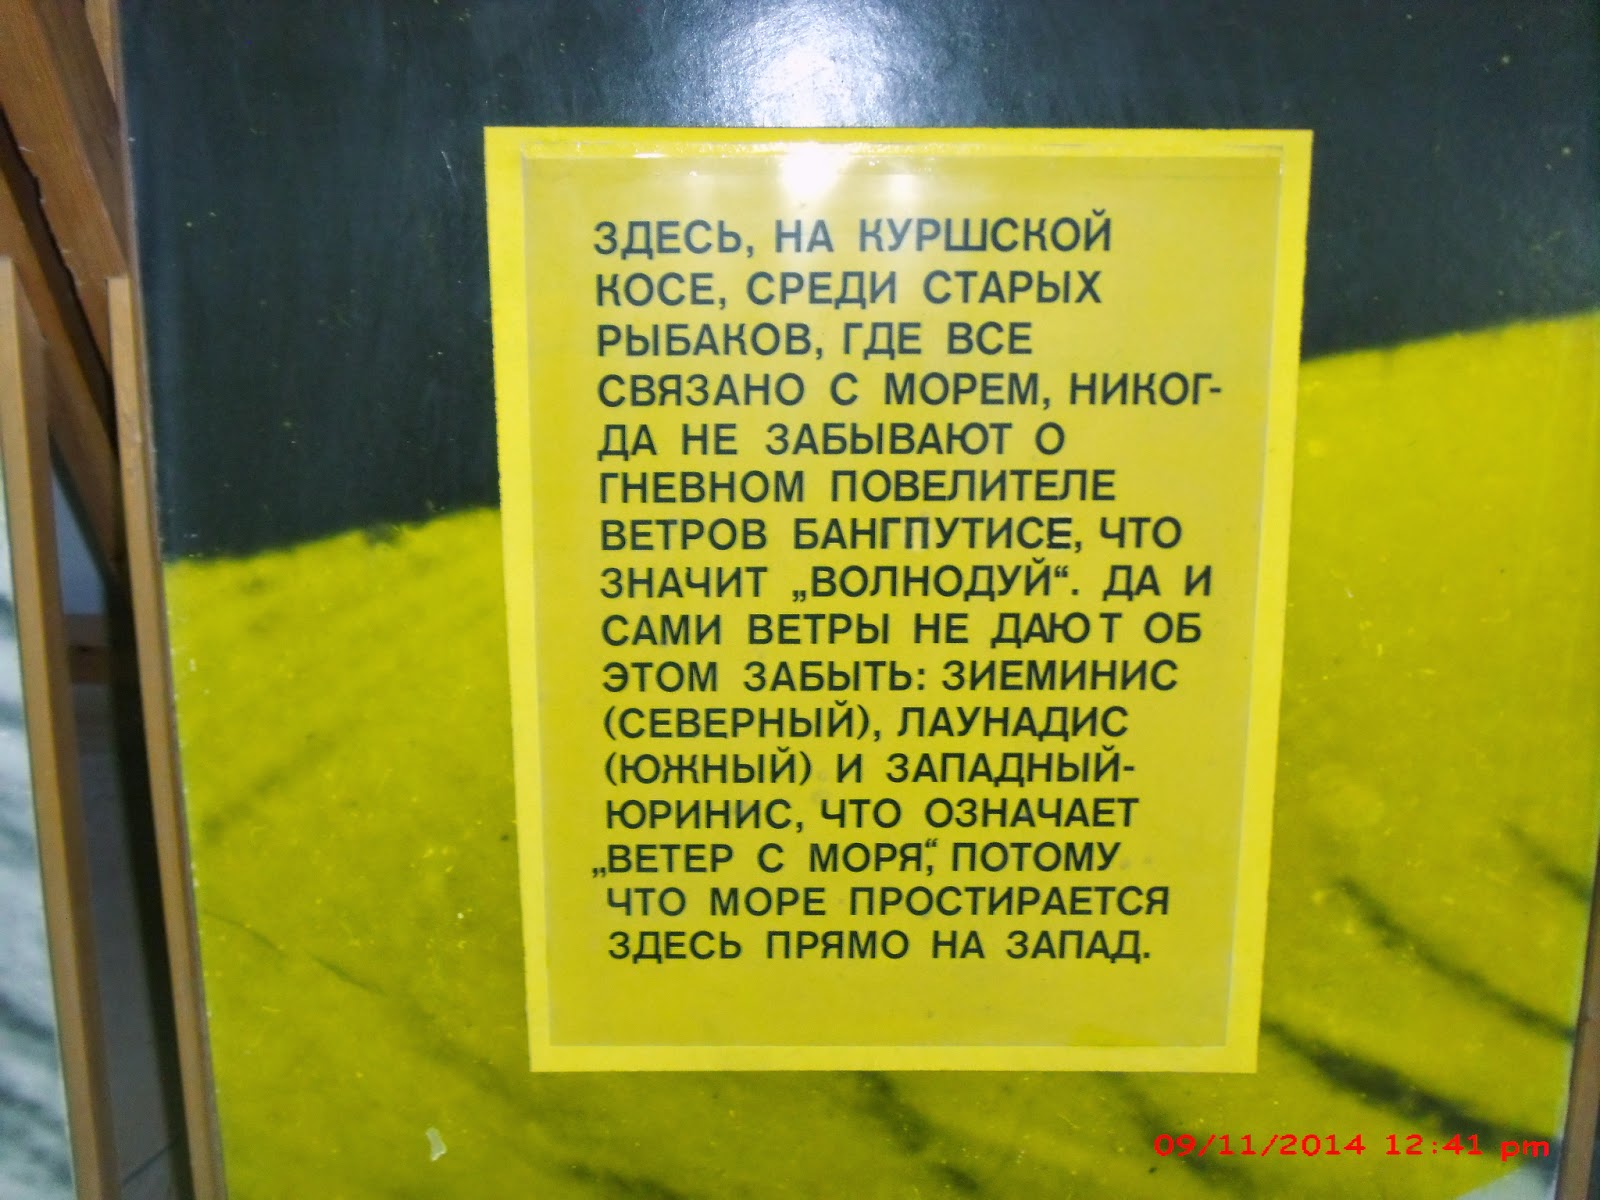 ЗДЕСЬ, НА КУРШСКОЙ
КОСЕ, СРЕДИ СТАРЫХ
РЫБАКОВ, ГДЕ ВСЕ
СВЯЗАНО С МОРЕМ, НИКОГ-
ДА НЕ ЗАБЫВАЮТ О
ГНЕВНОМ ПОВЕЛИТЕЛЕ
ВЕТРОВ БАНГПУТИСЕ, ЧТО
ЗНАЧИТ „ВОЛНОДУЙ“. ДА И
САМИ ВЕТРЫ НЕ ДАЮТ ОБ
ЭТОМ ЗАБЫТЬ: ЗИЕМИНИС
(СЕВЕРНЫЙ), ЛАУНАДИС
(ЮЖНЫЙ) И ЗАПАДНЫЙ-
ЮРИНИС, ЧТО ОЗНАЧАЕТ
„ВЕТЕР С МОРЯ“, ПОТОМУ
ЧТО МОРЕ ПРОСТИРАЕТСЯ
ЗДЕСЬ ПРЯМО НА ЗАПАД.
09/11/2014 12:41 pm